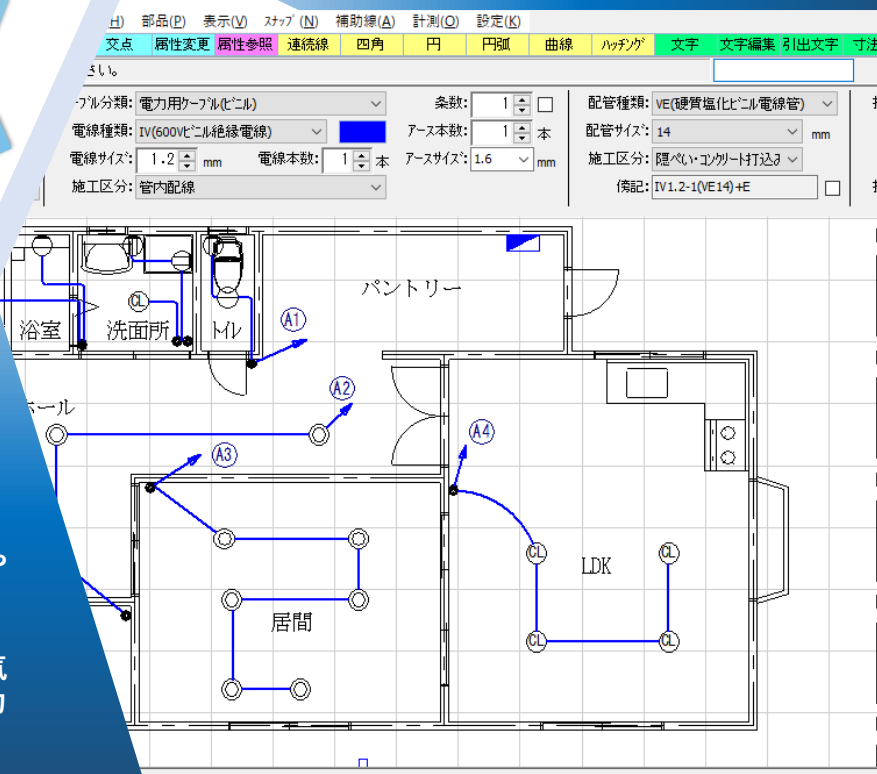 (H) 部品(P) 表示(V) ｽﾅｯﾌﾟ(N) 補助線(A) 計測(O) 設定(K)
交点 属性変更 属性参照 連続線 四角 円 円弧 曲線 ﾊｯﾁﾝｸﾞ 文字 文字編集 引出文字 寸法
さい。
ｰﾌﾞﾙ分類: 電力用ｹｰﾌﾞﾙ(ﾋﾞﾆﾙ) 条数: 1 配管種類: VE(硬質塩化ﾋﾞﾆﾙ電線管)
電線種類: IV(600Vﾋﾞﾆﾙ絶縁電線) ｱｰｽ本数: 1 本 配管ｻｲｽﾞ: 14 mm
電線ｻｲｽﾞ: 1.2 mm 電線本数: 1 本 ｱｰｽｻｲｽﾞ: 1.6 mm 施工区分: 隠ぺい・ｺﾝｸﾘｰﾄ打込み
施工区分: 管内配線 傍記: IV1.2-1(VE14)+E
パントリー
CL
浴室 洗面所 ﾄｲﾚ A1
A2
ホール
A3 A4
CL CL
LDK
居間
CL CL
気